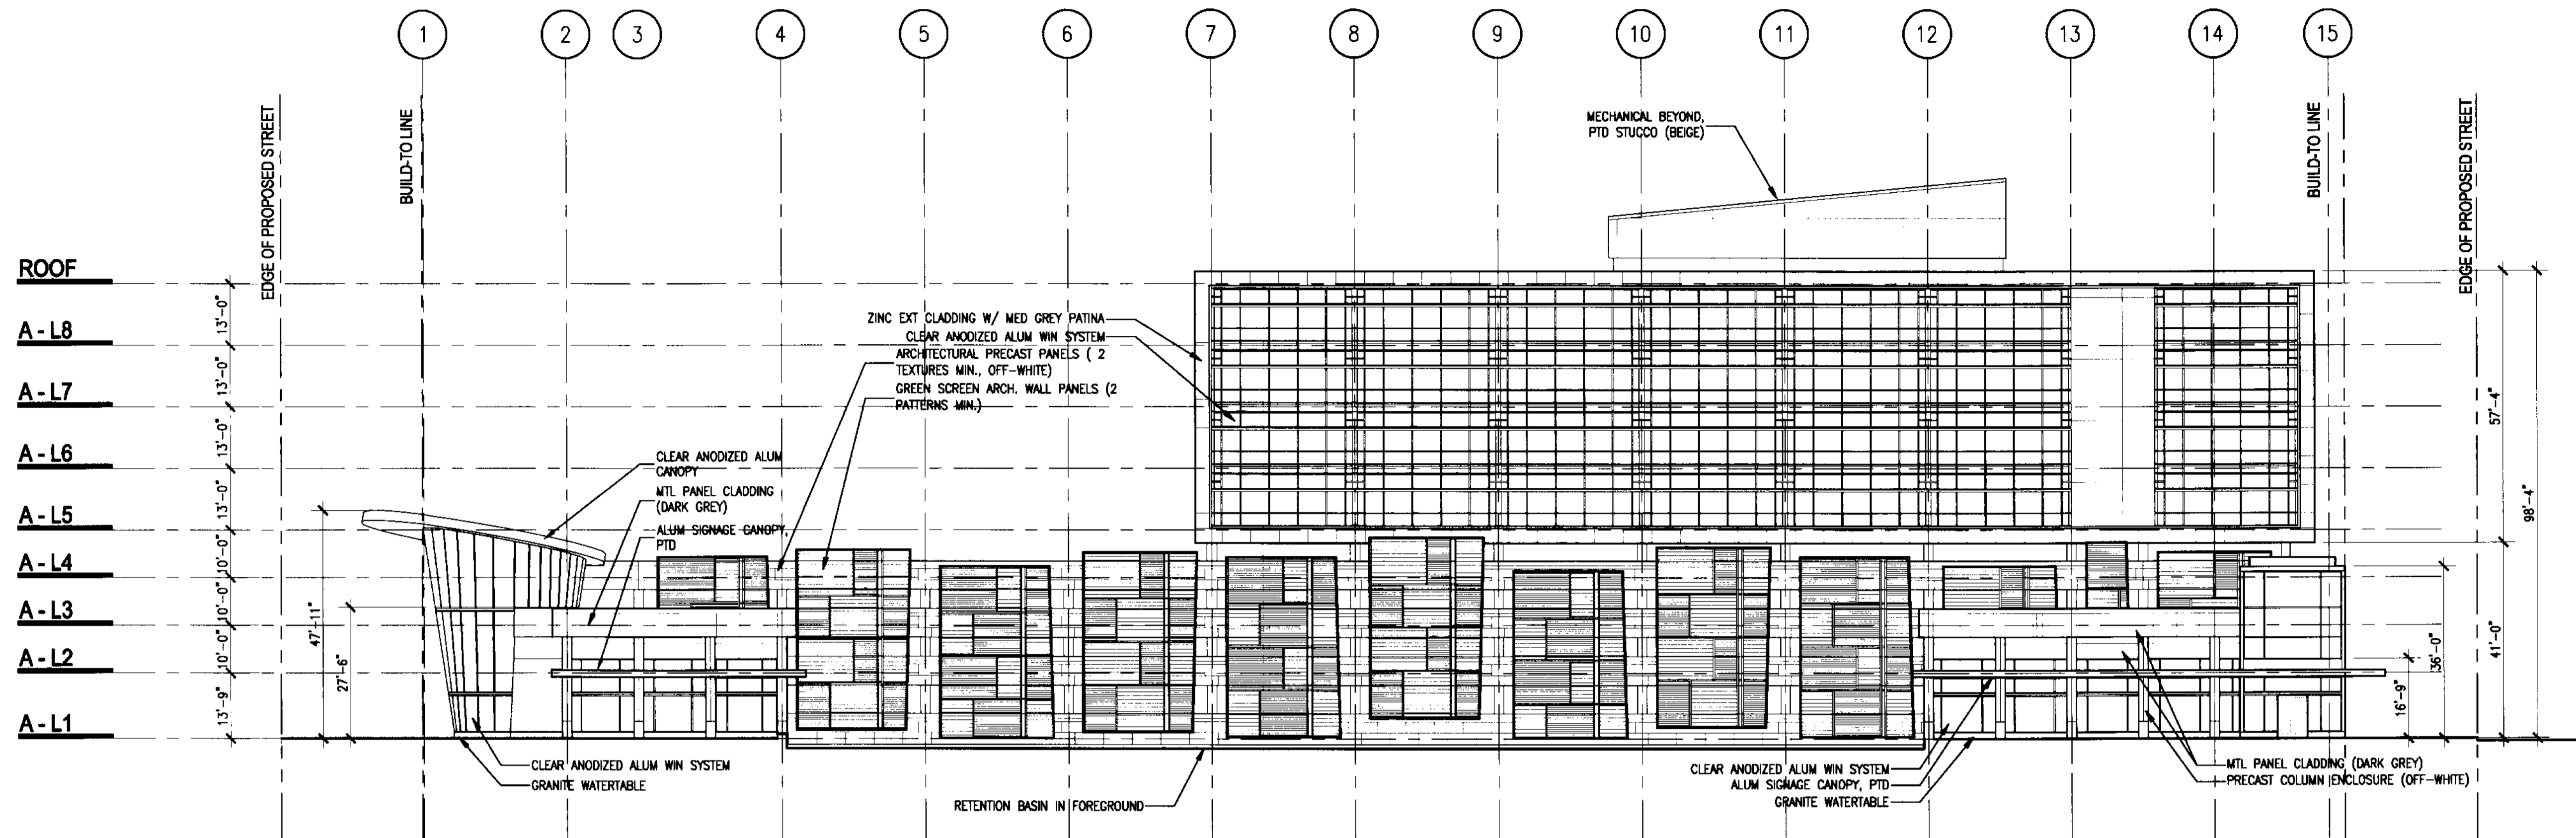 1 2 3 4 5 6 7 8 9 10 11 12 13 14 15
EDGE OF PROPOSED STREET
BUILD-TO LINE
BUILD-TO LINE
EDGE OF PROPOSED STREET
MECHANICAL BEYOND,
PTD STUCCO (BEIGE)
ROOF
13'-0"
A - L8
13'-0"
A - L7
13'-0"
A - L6
13'-0"
A - L5
10'-0"
A - L4
10'-0"
A - L3
10'-0"
A - L2
13'-9"
A - L1
47'-11"
27'-6"
ZINC EXT CLADDING W/ MED GREY PATINA
CLEAR ANODIZED ALUM WIN SYSTEM
ARCHITECTURAL PRECAST PANELS ( 2
TEXTURES MIN., OFF-WHITE)
GREEN SCREEN ARCH. WALL PANELS (2
PATTERNS MIN.)
CLEAR ANODIZED ALUM
CANOPY
MTL PANEL CLADDING
(DARK GREY)
ALUM SIGNAGE CANOPY,
PTD
57'-4"
98'-4"
41'-0"
36'-0"
16'-9"
CLEAR ANODIZED ALUM WIN SYSTEM
GRANITE WATERTABLE
RETENTION BASIN IN FOREGROUND
CLEAR ANODIZED ALUM WIN SYSTEM
ALUM SIGNAGE CANOPY, PTD
GRANITE WATERTABLE
MTL PANEL CLADDING (DARK GREY)
PRECAST COLUMN ENCLOSURE (OFF-WHITE)